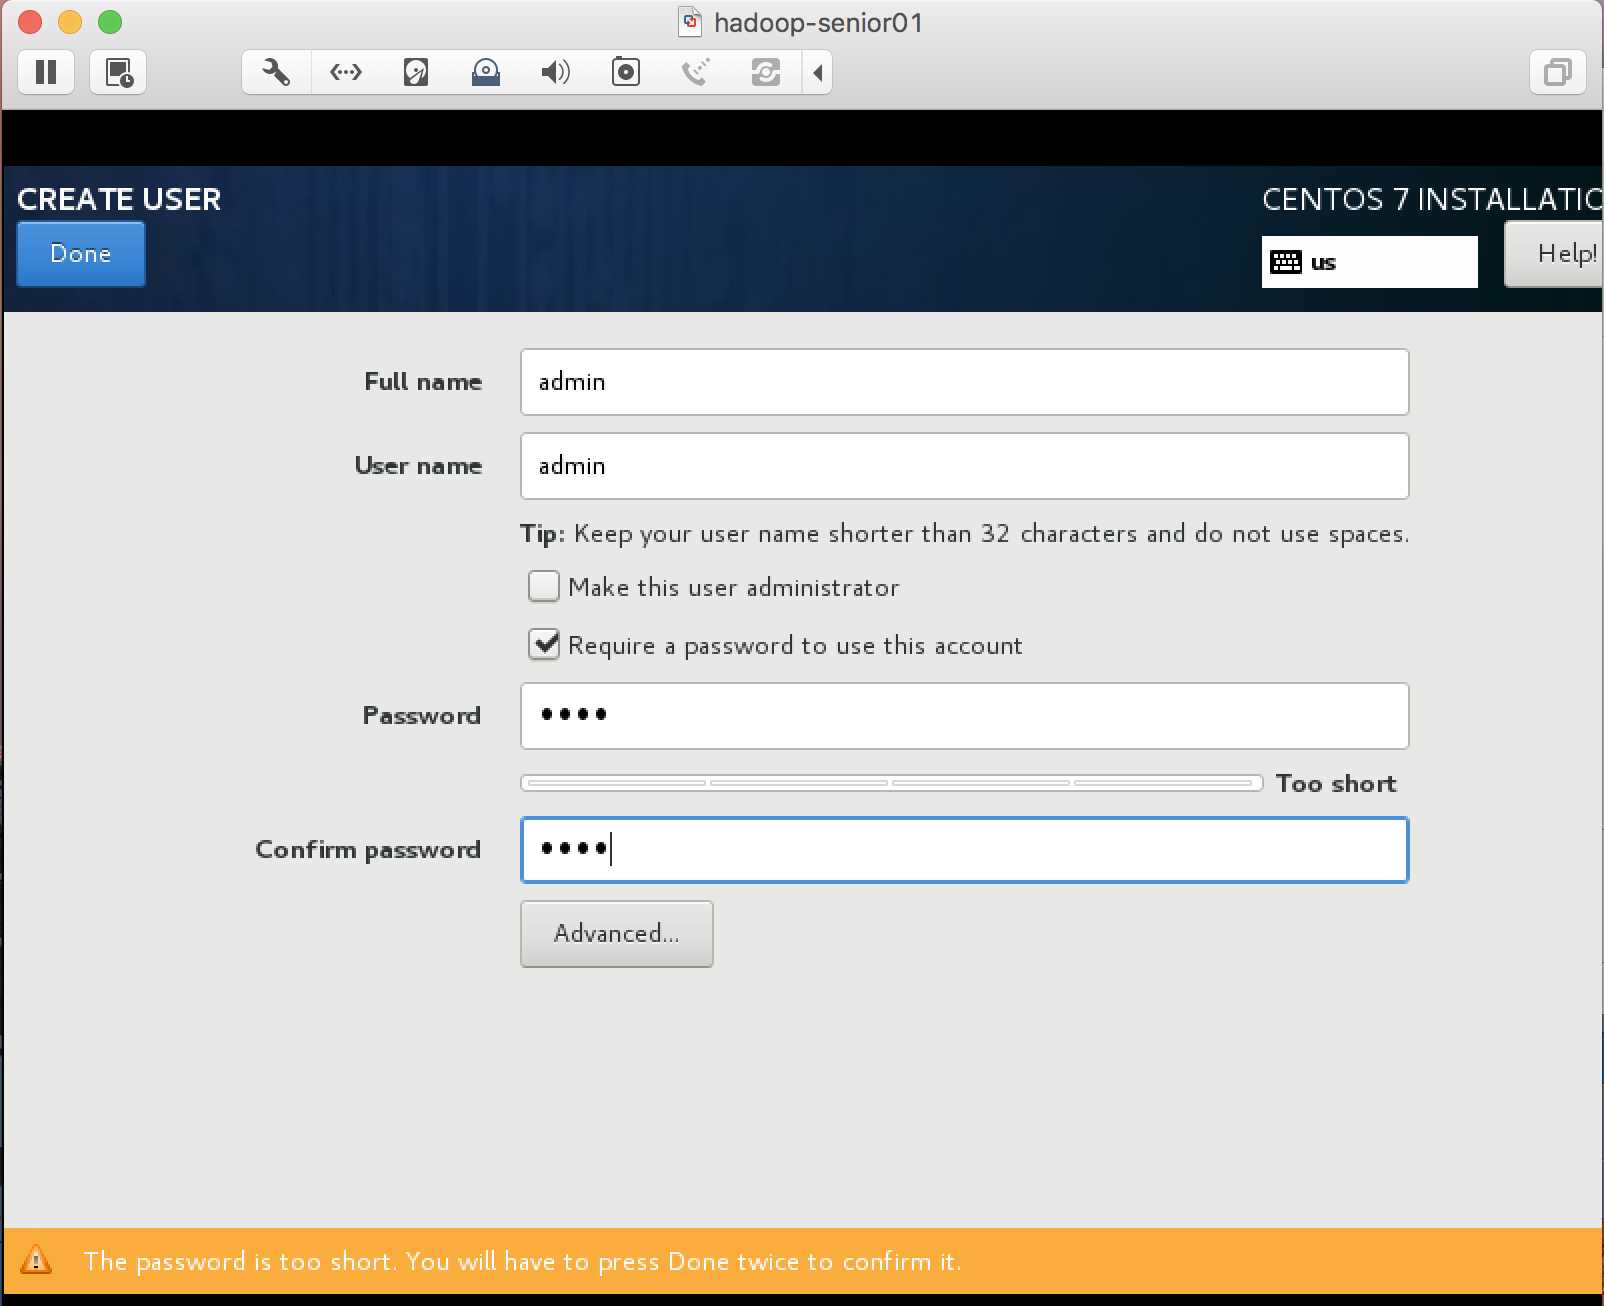 hadoop-senior01
CREATE USER
CENTOS 7 INSTALLATIO
Done
us
Help!
Full name
admin
User name
admin
Tip: Keep your user name shorter than 32 characters and do not use spaces.
Make this user administrator
Require a password to use this account
Password
••••
Too short
Confirm password
••••
Advanced...
The password is too short. You will have to press Done twice to confirm it.